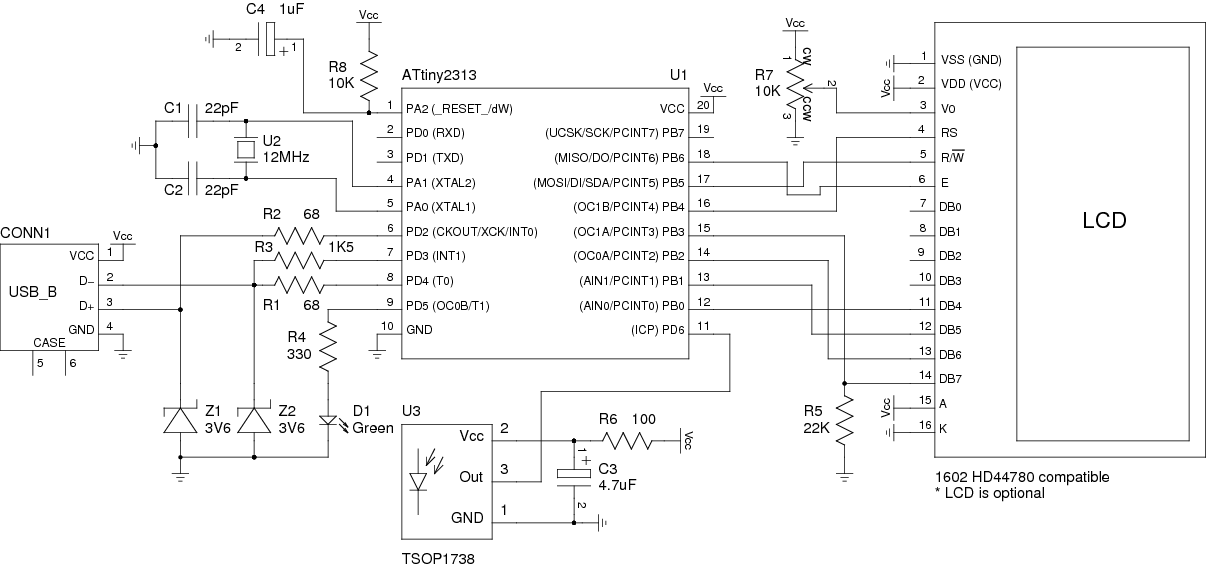 C4 1uF
2
+ 1
Vcc
R8
10K
ATtiny2313 U1
Vcc
1 PA2 (_RESET_/dW)
2 PD0 (RXD)
3 PD1 (TXD)
4 PA1 (XTAL2)
5 PA0 (XTAL1)
6 PD2 (CKOUT/XCK/INT0)
7 PD3 (INT1)
8 PD4 (T0)
9 PD5 (OC0B/T1)
10 GND
VCC 20
(UCSK/SCK/PCINT7) PB7 19
(MISO/DO/PCINT6) PB6 18
(MOSI/DI/SDA/PCINT5) PB5 17
(OC1B/PCINT4) PB4 16
(OC1A/PCINT3) PB3 15
(OC0A/PCINT2) PB2 14
(AIN1/PCINT1) PB1 13
(AIN0/PCINT0) PB0 12
(ICP) PD6 11
C1 22pF
U2
12MHz
C2 22pF
R2 68
R3 1K5
R1 68
R4
330
CONN1
Vcc
VCC 1
D− 2
USB_B
D+ 3
GND 4
CASE
5 6
Z1
3V6
Z2
3V6
D1
Green
U3
Vcc 2
Out 3
GND 1
TSOP1738
R6 100
Vcc
1 +
C3
4.7uF
2
Vcc
R7
10K
1 CW
2
3 CCW
R5
22K
Vcc
Vcc
1 VSS (GND)
2 VDD (VCC)
3 Vo
4 RS
5 R/W
6 E
7 DB0
8 DB1
9 DB2
10 DB3
11 DB4
12 DB5
13 DB6
14 DB7
15 A
16 K
LCD
1602 HD44780 compatible
* LCD is optional